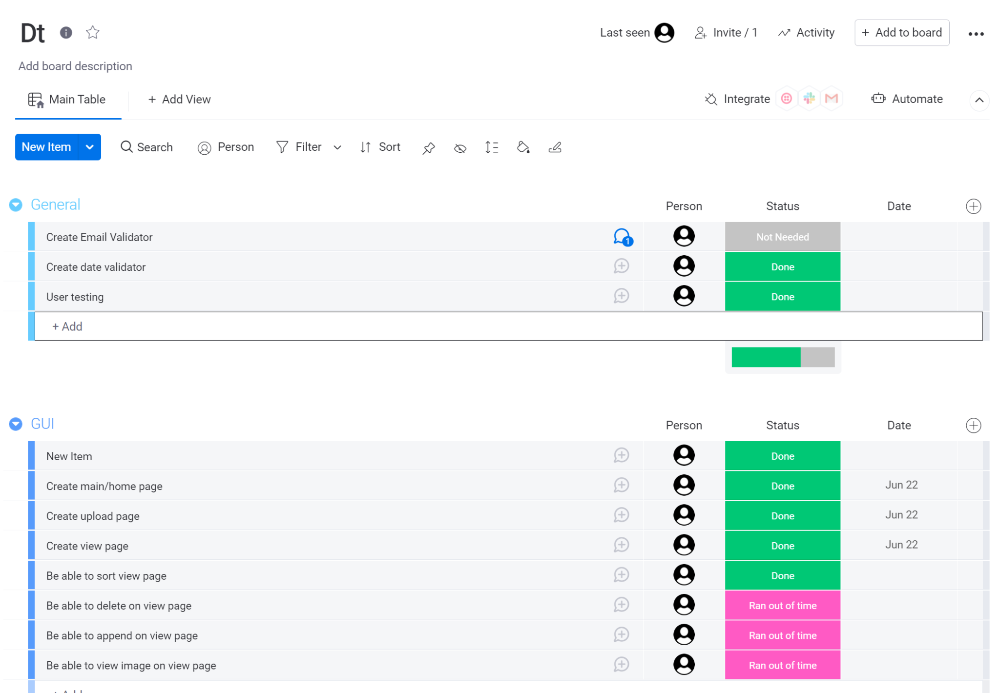 Dt
Last seen Invite / 1 Activity + Add to board
Add board description
Main Table + Add View Integrate Automate
New Item Search Person Filter Sort
General Person Status Date
Create Email Validator 1 Not Needed
Create date validator Done
User testing Done
+ Add
GUI Person Status Date
New Item Done
Create main/home page Done Jun 22
Create upload page Done Jun 22
Create view page Done Jun 22
Be able to sort view page Done
Be able to delete on view page Ran out of time
Be able to append on view page Ran out of time
Be able to view image on view page Ran out of time
+ Add